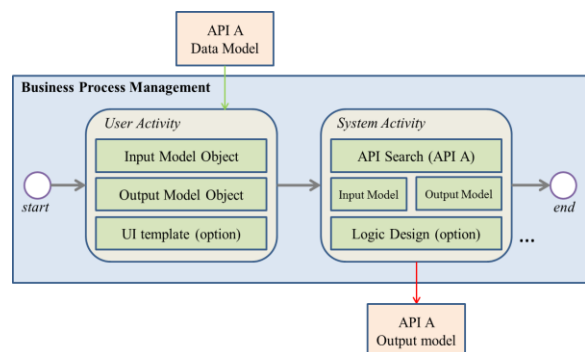 API A
Data Model
Business Process Management
User Activity
Input Model Object
Output Model Object
UI template (option)
System Activity
API Search (API A)
Input Model
Output Model
Logic Design (option)
...
start
end
API A
Output model